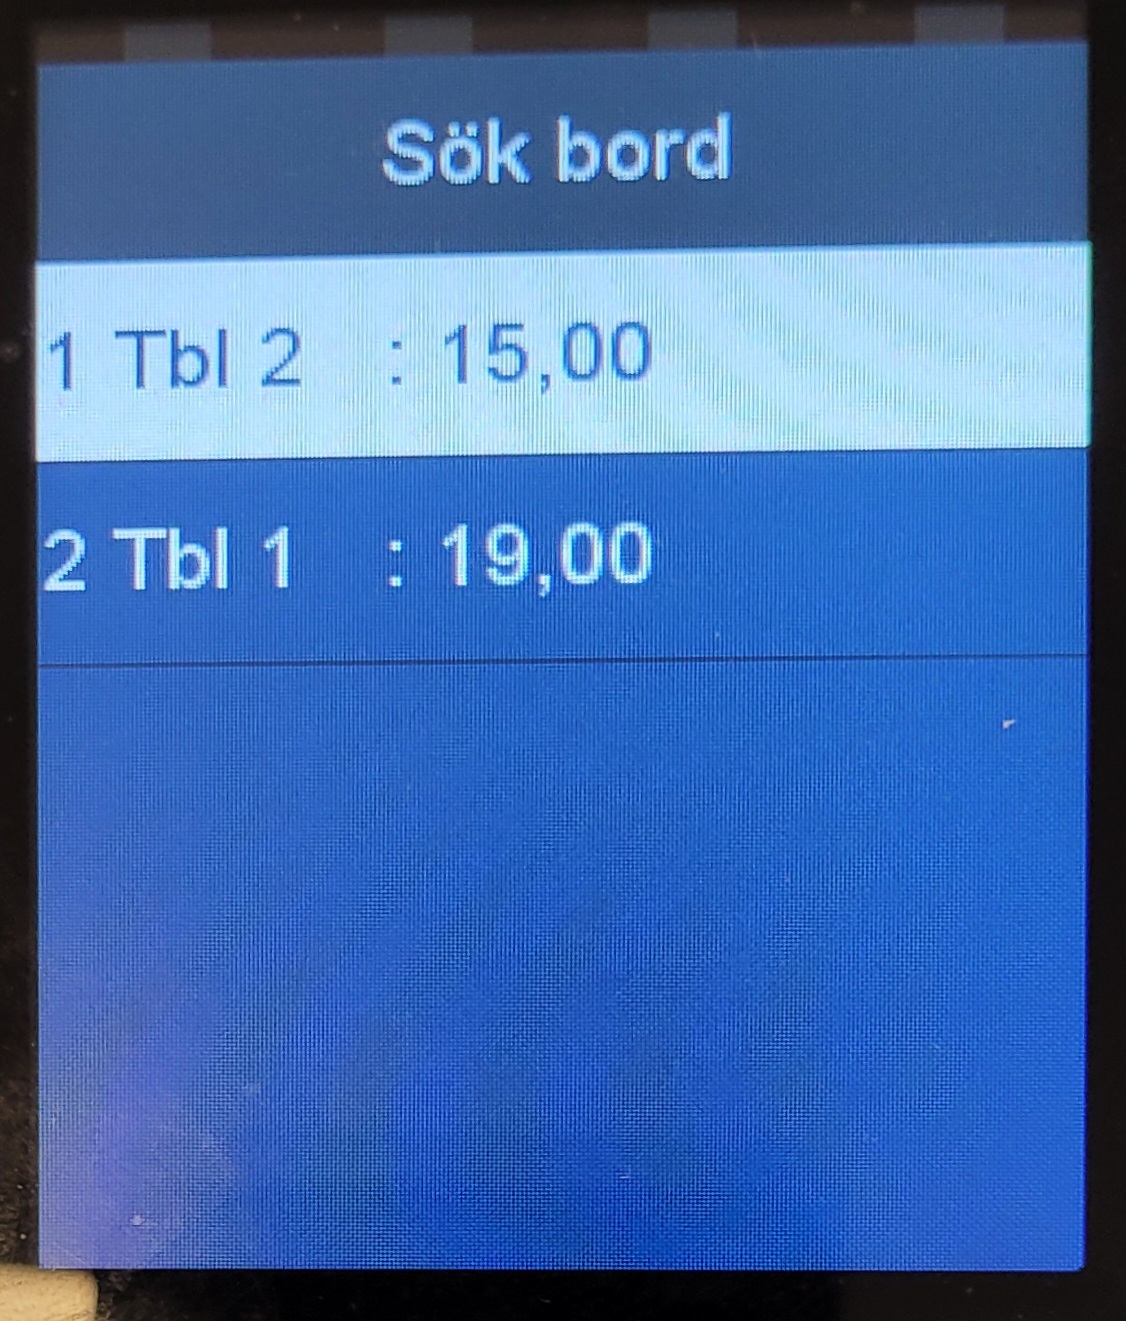 Sök bord
1 Tbl 2 : 15,00
2 Tbl 1 : 19,00